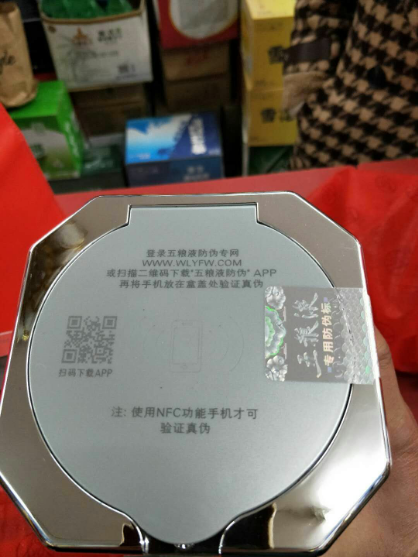 登录五粮液防伪专网
WWW.WLYFW.COM
或扫描二维码下载"五粮液防伪" APP
再将手机放在盒盖处验证真伪
五粮液
专用防伪标
扫码下载APP
注: 使用NFC功能手机才可
验证真伪